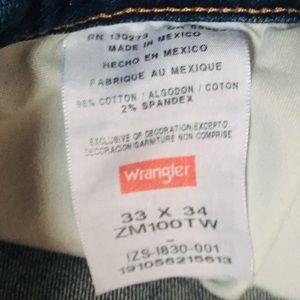 RN 130273
MADE IN MEXICO
HECHO EN MEXICO
FABRIQUE AU MEXIQUE
98% COTTON / ALGODON / COTON
2% SPANDEX
EXCLUSIVE OF DECORATION/EXCEPTO
DECORACION/GARNITURE NON COMPRISE
Wrangler
33 X 34
ZM100TW
-
IZS-I830-001
191056215613